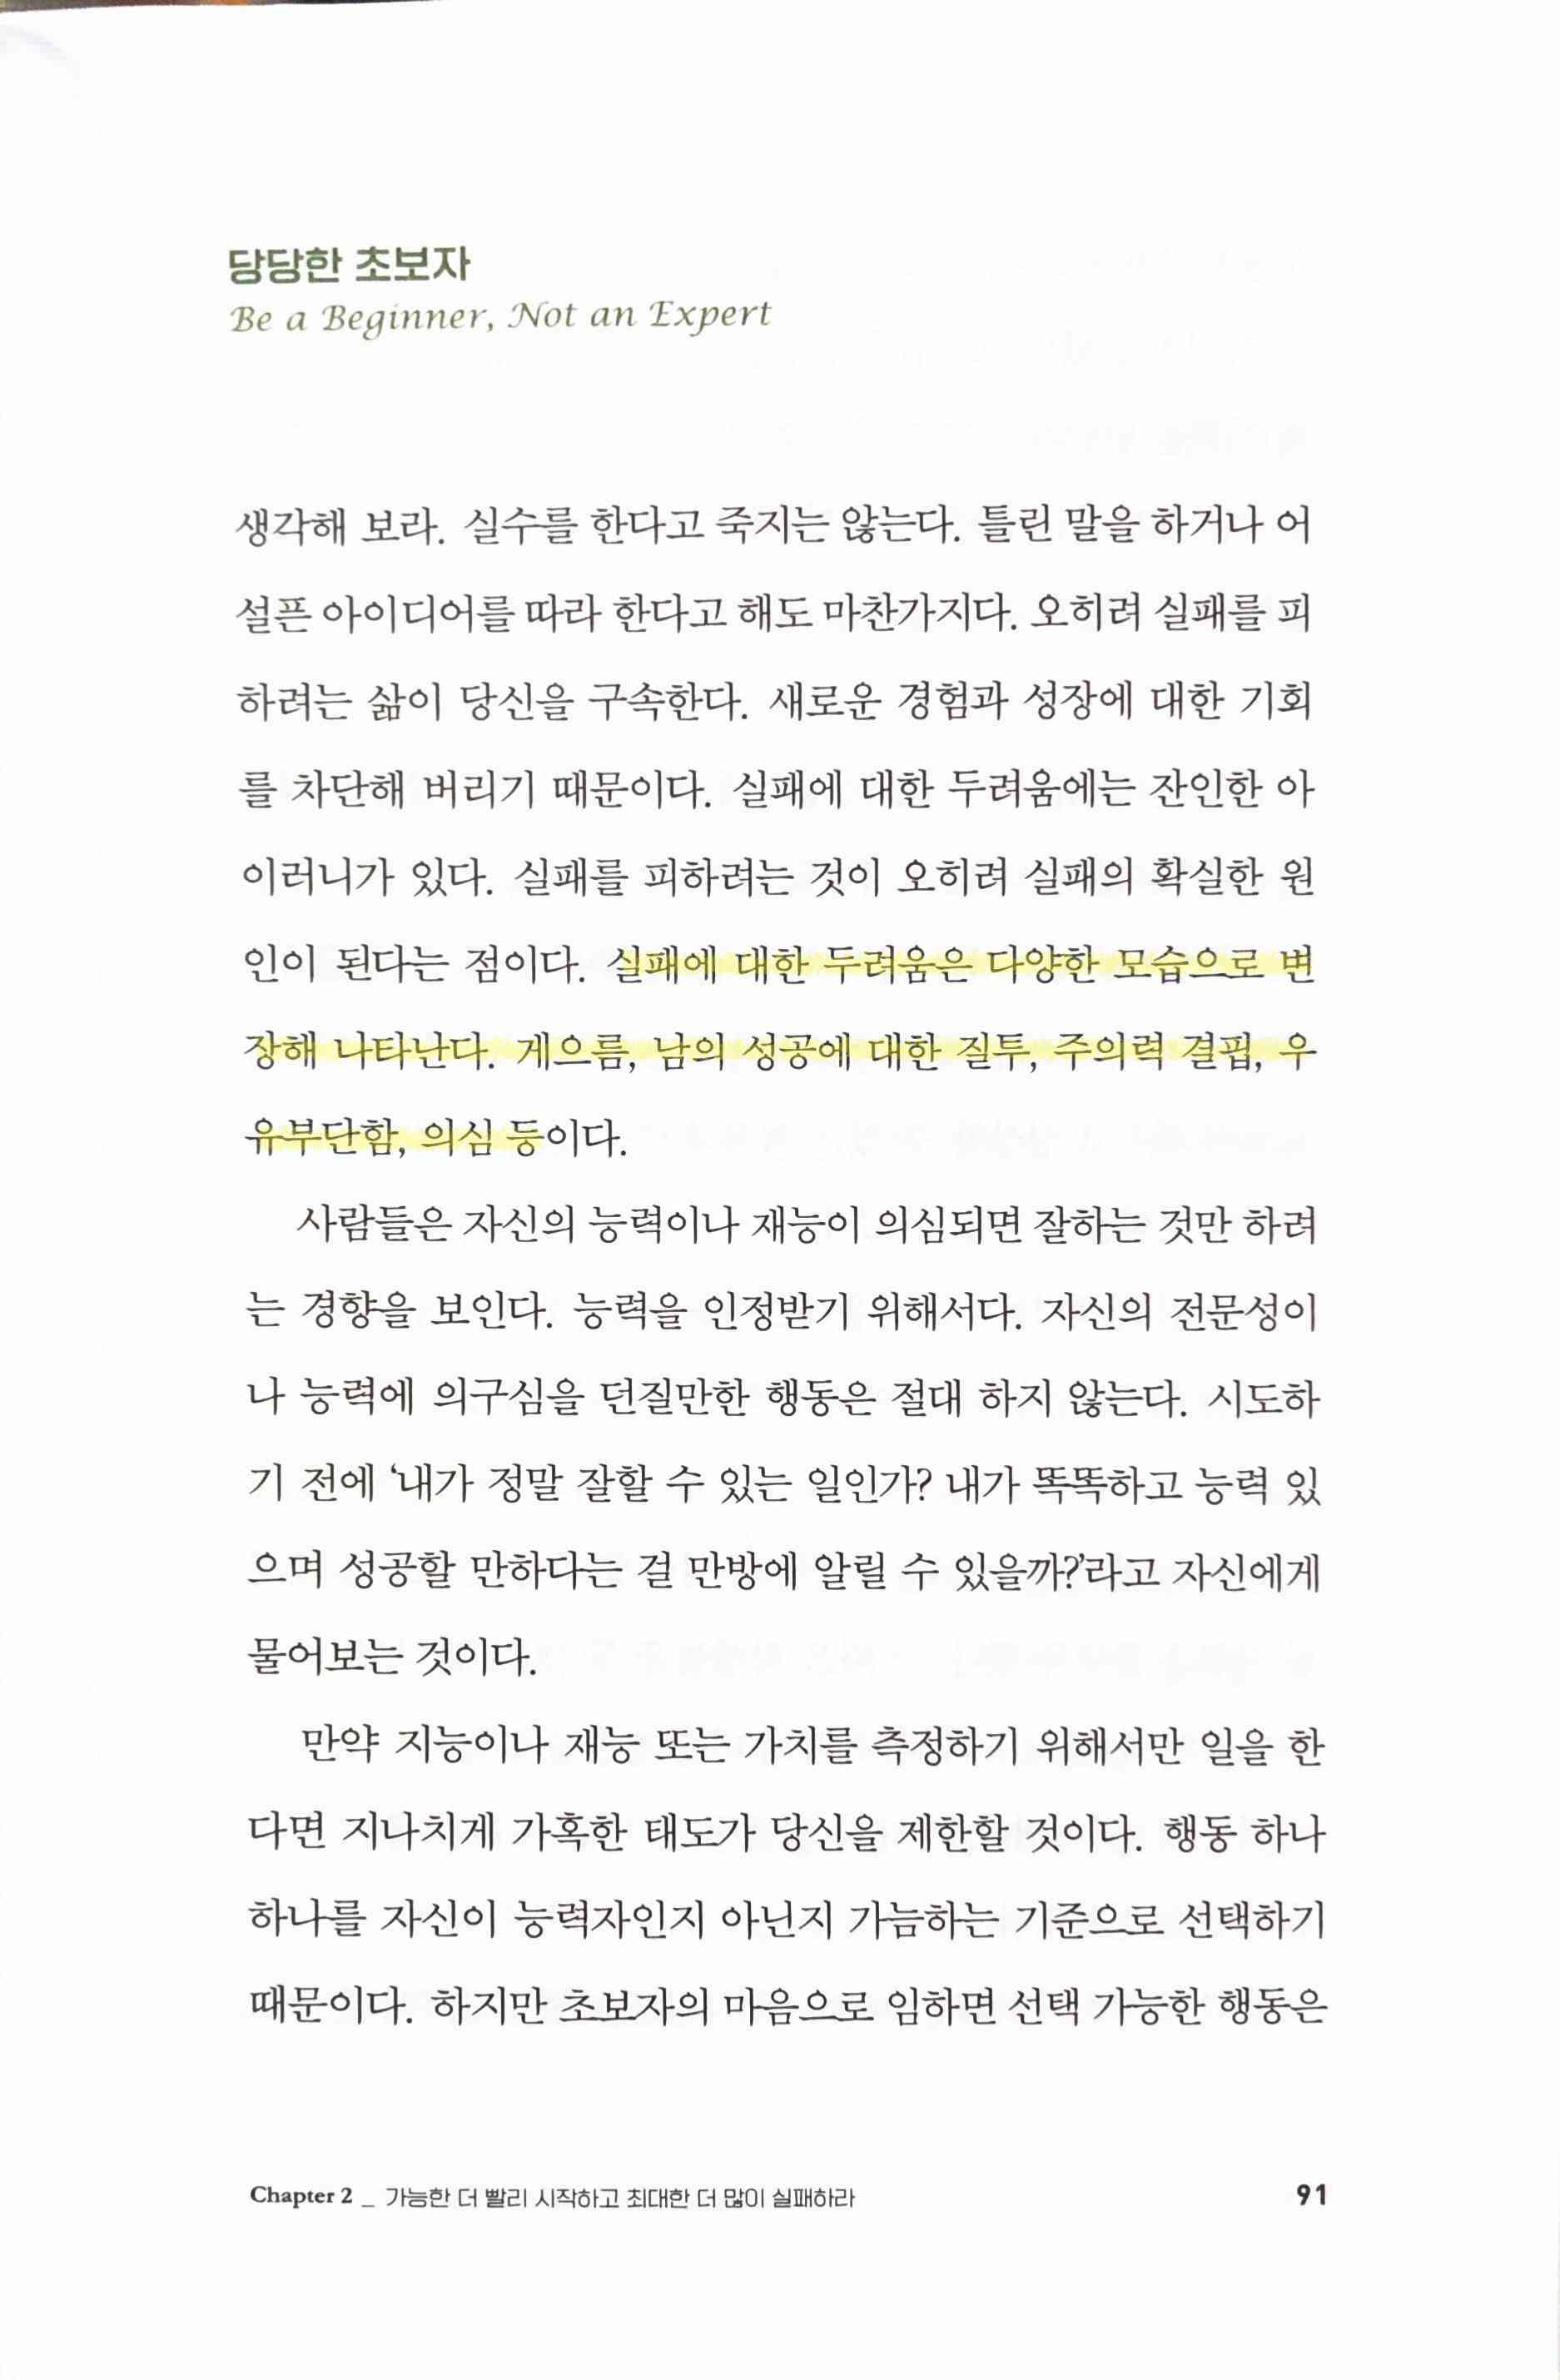 당당한 초보자
Be a Beginner, Not an Expert
생각해 보라. 실수를 한다고 죽지는 않는다. 틀린 말을 하거나 어
설픈 아이디어를 따라 한다고 해도 마찬가지다. 오히려 실패를 피
하려는 삶이 당신을 구속한다. 새로운 경험과 성장에 대한 기회
를 차단해 버리기 때문이다. 실패에 대한 두려움에는 잔인한 아
이러니가 있다. 실패를 피하려는 것이 오히려 실패의 확실한 원
인이 된다는 점이다. 실패에 대한 두려움은 다양한 모습으로 변
장해 나타난다. 게으름, 남의 성공에 대한 질투, 주의력 결핍, 우
유부단함, 의심 등이다.
사람들은 자신의 능력이나 재능이 의심되면 잘하는 것만 하려
는 경향을 보인다. 능력을 인정받기 위해서다. 자신의 전문성이
나 능력에 의구심을 던질만한 행동은 절대 하지 않는다. 시도하
기 전에 ‘내가 정말 잘할 수 있는 일인가? 내가 똑똑하고 능력 있
으며 성공할 만하다는 걸 만방에 알릴 수 있을까?’라고 자신에게
물어보는 것이다.
만약 지능이나 재능 또는 가치를 측정하기 위해서만 일을 한
다면 지나치게 가혹한 태도가 당신을 제한할 것이다. 행동 하나
하나를 자신이 능력자인지 아닌지 가늠하는 기준으로 선택하기
때문이다. 하지만 초보자의 마음으로 임하면 선택 가능한 행동은
Chapter 2 _ 가능한 더 빨리 시작하고 최대한 더 많이 실패하라
91